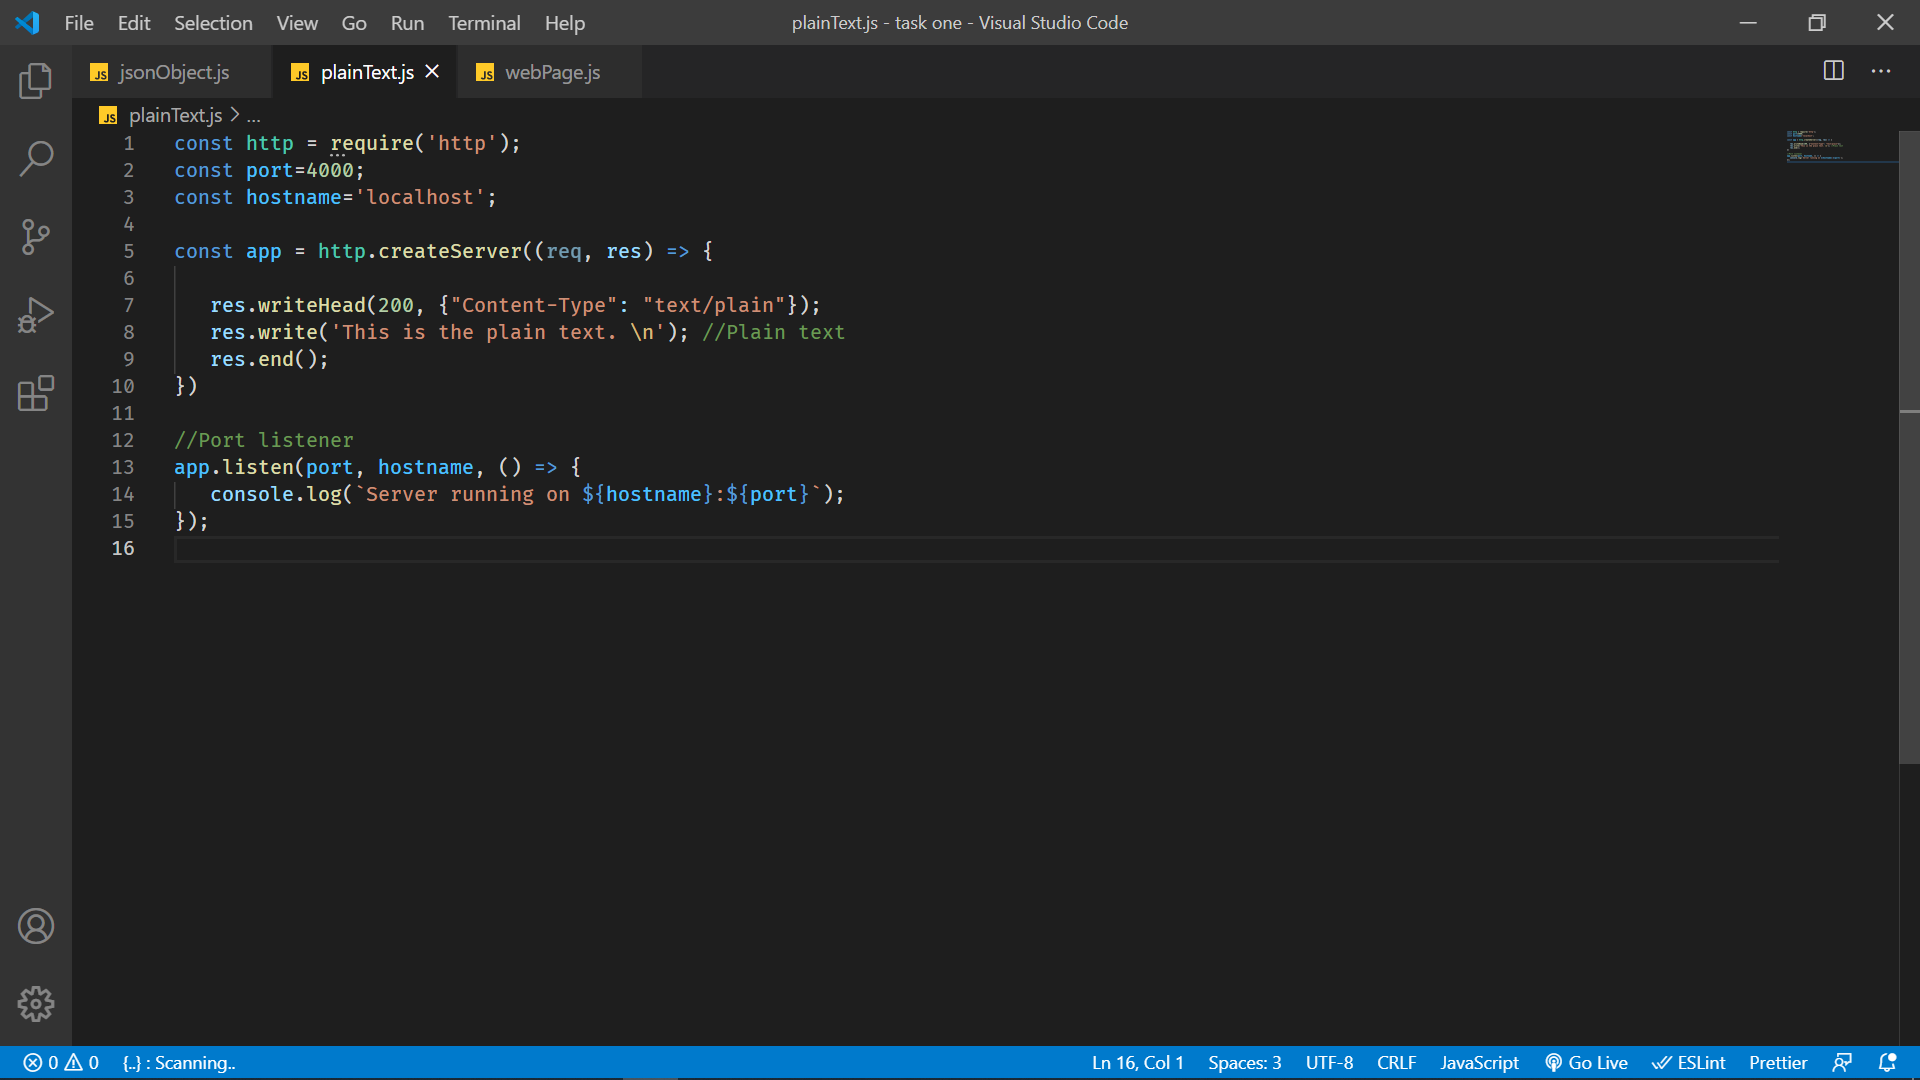 File Edit Selection View Go Run Terminal Help plainText.js - task one - Visual Studio Code
JS jsonObject.js JS plainText.js JS webPage.js
JS plainText.js > ...
1 const http = require('http');
2 const port=4000;
3 const hostname='localhost';
4
5 const app = http.createServer((req, res) => {
6
7 res.writeHead(200, {"Content-Type": "text/plain"});
8 res.write('This is the plain text. \n'); //Plain text
9 res.end();
10 })
11
12 //Port listener
13 app.listen(port, hostname, () => {
14 console.log(`Server running on ${hostname}:${port}`);
15 });
16
0 0 {..} : Scanning.. Ln 16, Col 1 Spaces: 3 UTF-8 CRLF JavaScript Go Live ESLint Prettier